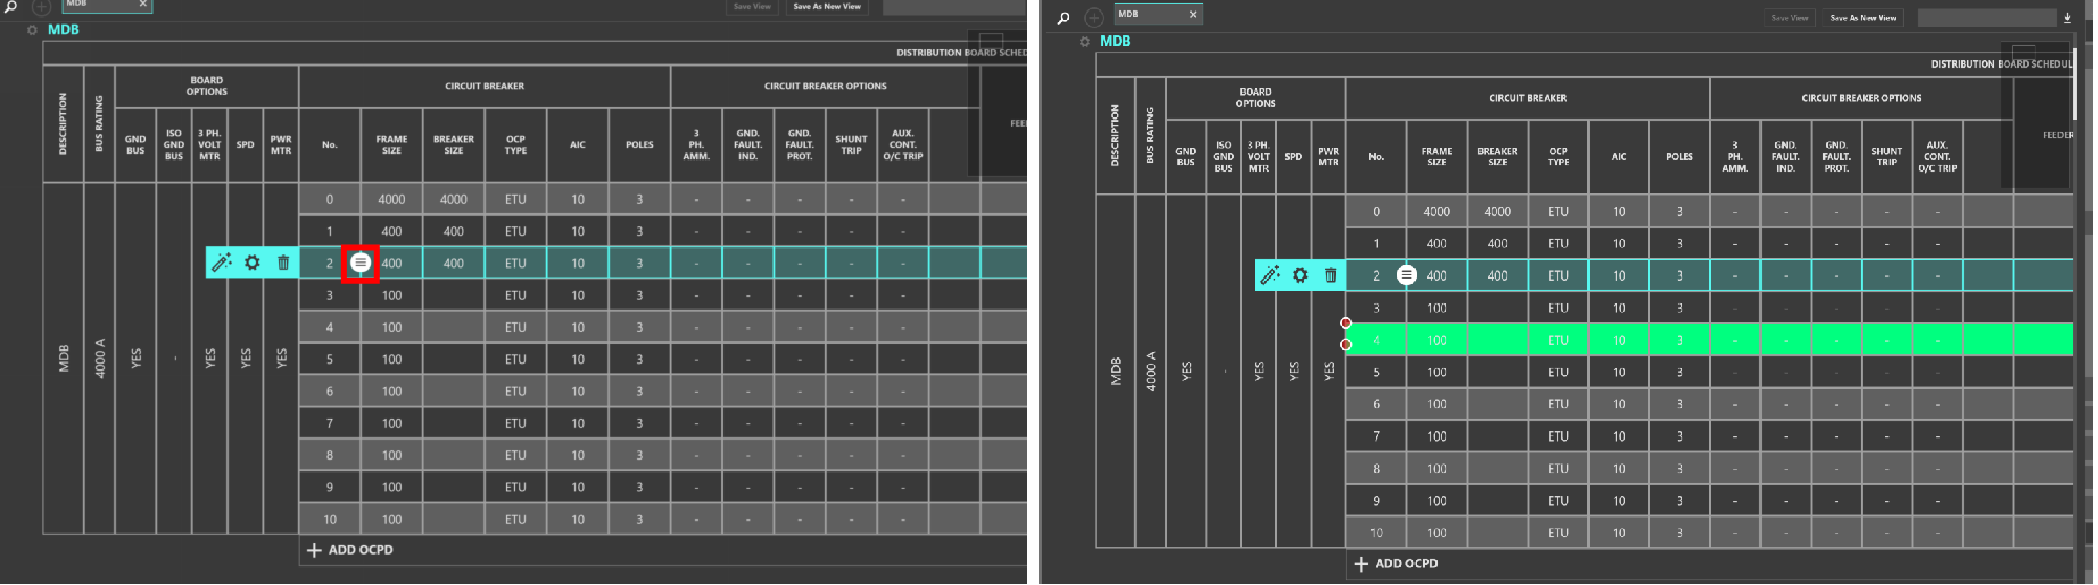 MDB X Save View Save As New View
MDB
DISTRIBUTION BOARD SCHED
DESCRIPTION BUS RATING BOARD OPTIONS CIRCUIT BREAKER CIRCUIT BREAKER OPTIONS
GND BUS ISO GND BUS 3 PH. VOLT MTR SPD PWR MTR No. FRAME SIZE BREAKER SIZE OCP TYPE AIC POLES 3 PH. AMM. GND. FAULT. IND. GND. FAULT. PROT. SHUNT TRIP AUX. CONT. O/C TRIP FEE
MDB 4000 A YES - YES YES YES
0 4000 4000 ETU 10 3 - - - - -
1 400 400 ETU 10 3 - - - - -
2 400 400 ETU 10 3 - - - - -
3 100 ETU 10 3 - - - - -
4 100 ETU 10 3 - - - - -
5 100 ETU 10 3 - - - - -
6 100 ETU 10 3 - - - - -
7 100 ETU 10 3 - - - - -
8 100 ETU 10 3 - - - - -
9 100 ETU 10 3 - - - - -
10 100 ETU 10 3 - - - - -
+ ADD OCPD
MDB X Save View Save As New View
MDB
DISTRIBUTION BOARD SCHEDUL
DESCRIPTION BUS RATING BOARD OPTIONS CIRCUIT BREAKER CIRCUIT BREAKER OPTIONS
GND BUS ISO GND BUS 3 PH. VOLT MTR SPD PWR MTR No. FRAME SIZE BREAKER SIZE OCP TYPE AIC POLES 3 PH. AMM. GND. FAULT. IND. GND. FAULT. PROT. SHUNT TRIP AUX. CONT. O/C TRIP FEEDER
MDB 4000 A YES - YES YES YES
0 4000 4000 ETU 10 3 - - - - -
1 400 400 ETU 10 3 - - - - -
2 400 400 ETU 10 3 - - - - -
3 100 ETU 10 3 - - - - -
4 100 ETU 10 3 - - - - -
5 100 ETU 10 3 - - - - -
6 100 ETU 10 3 - - - - -
7 100 ETU 10 3 - - - - -
8 100 ETU 10 3 - - - - -
9 100 ETU 10 3 - - - - -
10 100 ETU 10 3 - - - - -
+ ADD OCPD